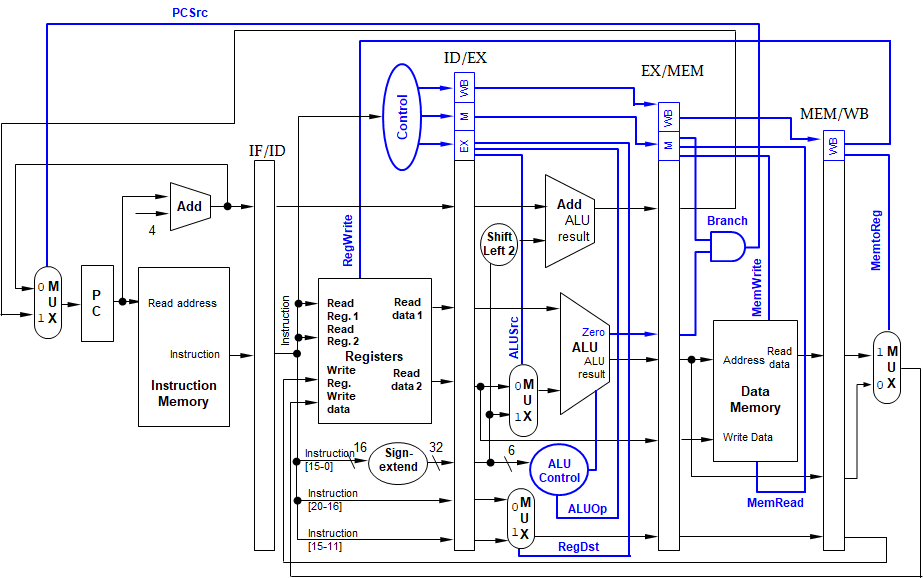 PCSrc
ID/EX
EX/MEM
MEM/WB
IF/ID
Control
WB
M
EX
WB
M
WB
Add
4
Add
ALU
result
Shift
Left 2
Branch
RegWrite
MemWrite
MemtoReg
ALUSrc
0 M
U
1 X
P
C
Read address
Instruction
Instruction
Memory
Instruction
Read
Reg. 1
Read
Reg. 2
Registers
Write
Reg.
Write
data
Read
data 1
Read
data 2
0 M
U
1 X
Zero
ALU
ALU
result
Address
Read
data
Data
Memory
Write Data
1 M
U
0 X
Instruction
[15-0]
16
Sign-
extend
32
6
ALU
Control
Instruction
[20-16]
Instruction
[15-11]
0 M
U
1 X
ALUOp
RegDst
MemRead